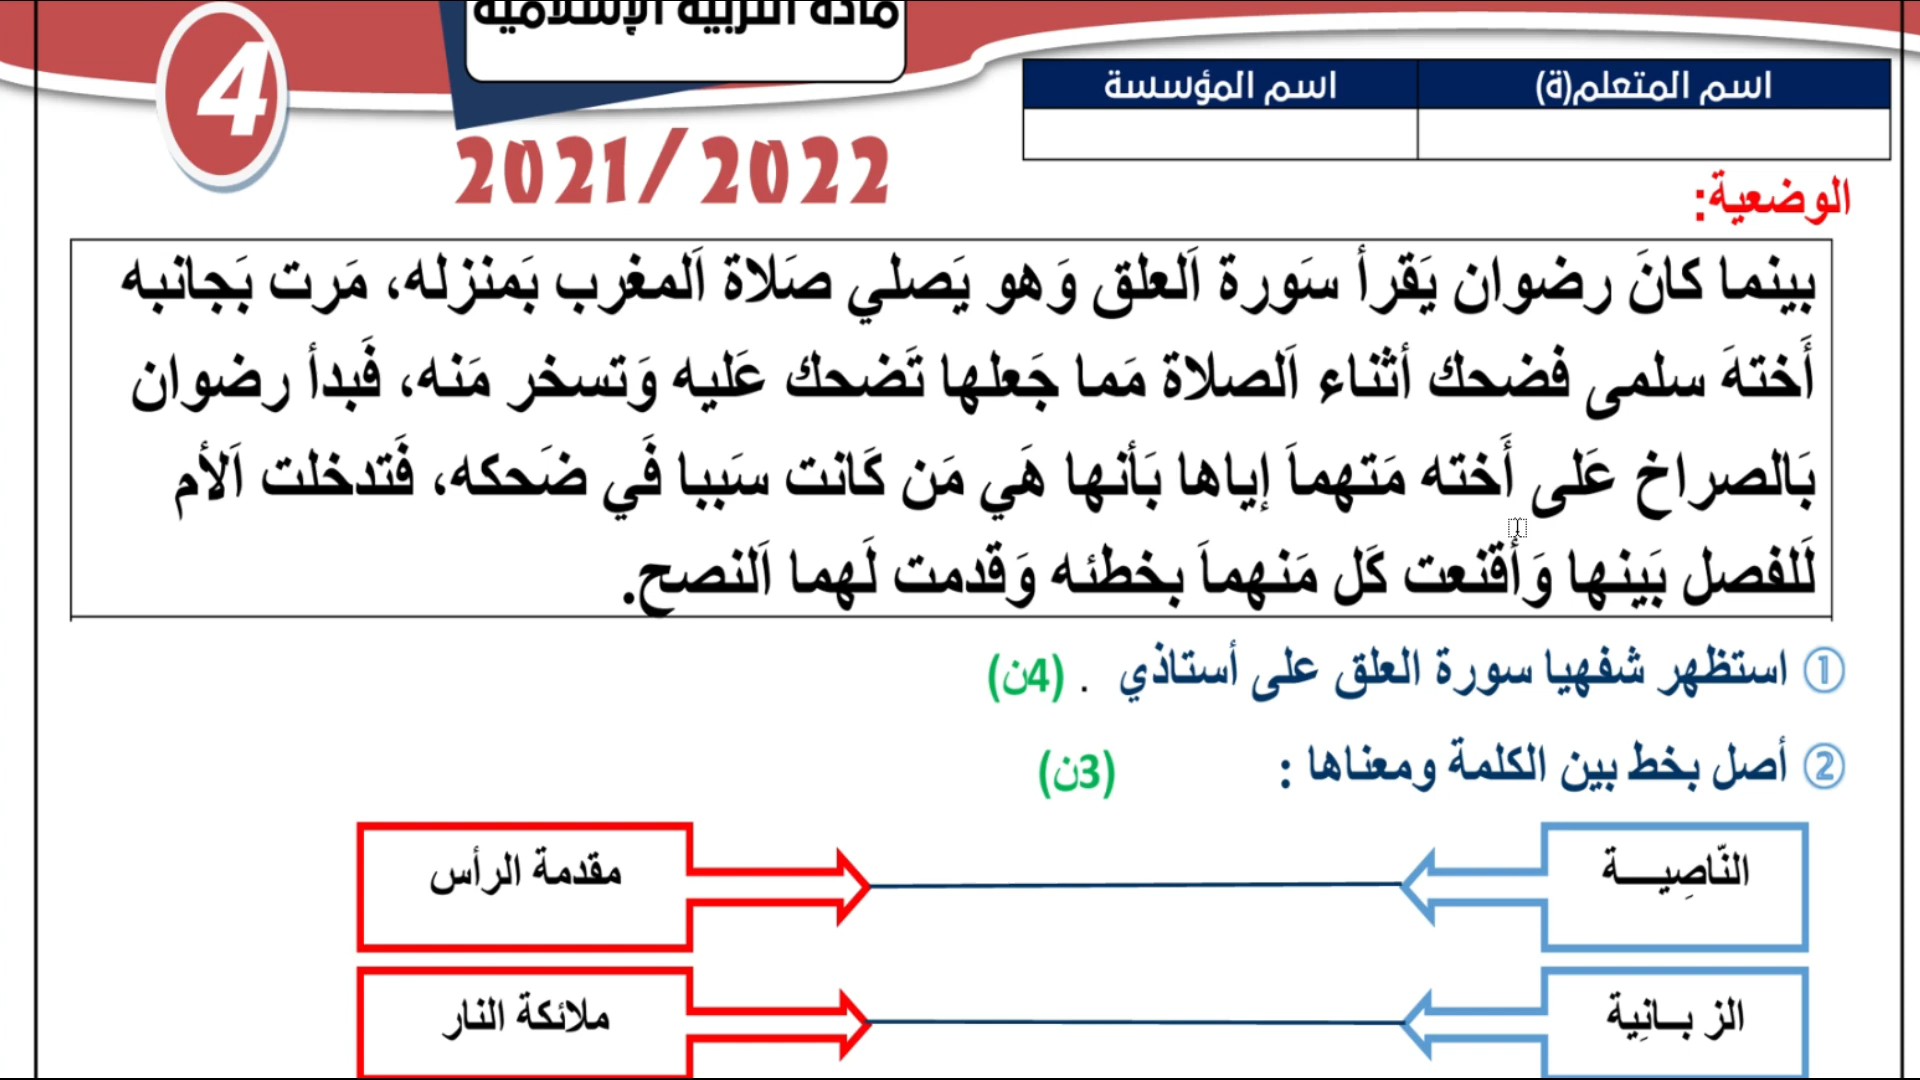 مادة التربية الإسلامية
4
اسم المتعلم(ة)
اسم المؤسسة
2021/2022
الوضعية:
بينما كانَ رضوان يَقرأ سَورة اَلعلق وَهو يَصلي صَلاة اَلمغرب بَمنزله، مَرت بَجانبه
أَختهَ سلمى فضحك أثناء اَلصلاة مَما جَعلها تَضحك عَليه وَتسخر مَنه، فَبدأ رضوان
بَالصراخ عَلى أَخته مَتهماَ إياها بَأنها هَي مَن كَانت سَببا فَي ضَحكه، فَتدخلت اَلأم
لَلفصل بَينها وَأَقنعت كَل مَنهماَ بخطئه وَقدمت لَهما اَلنصح.
① استظهر شفهيا سورة العلق على أستاذي . (4ن)
② أصل بخط بين الكلمة ومعناها : (3ن)
النّاصِيــــة
مقدمة الرأس
الز بــانِية
ملائكة النار